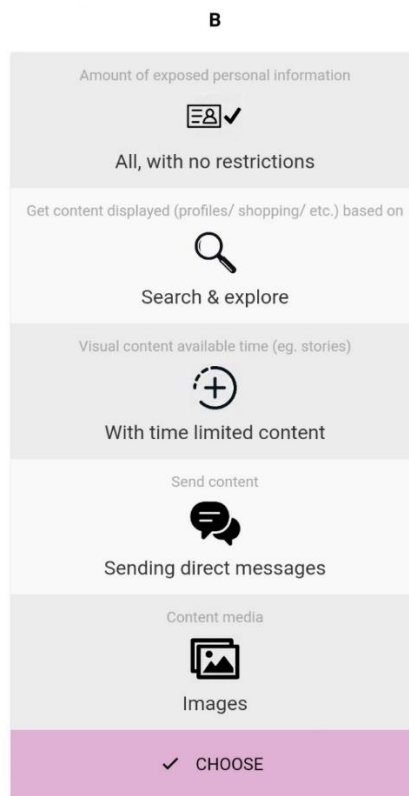 B
Amount of exposed personal information
All, with no restrictions
Get content displayed (profiles/ shopping/ etc.) based on
Search & explore
Visual content available time (eg. stories)
With time limited content
Send content
Sending direct messages
Content media
Images
CHOOSE